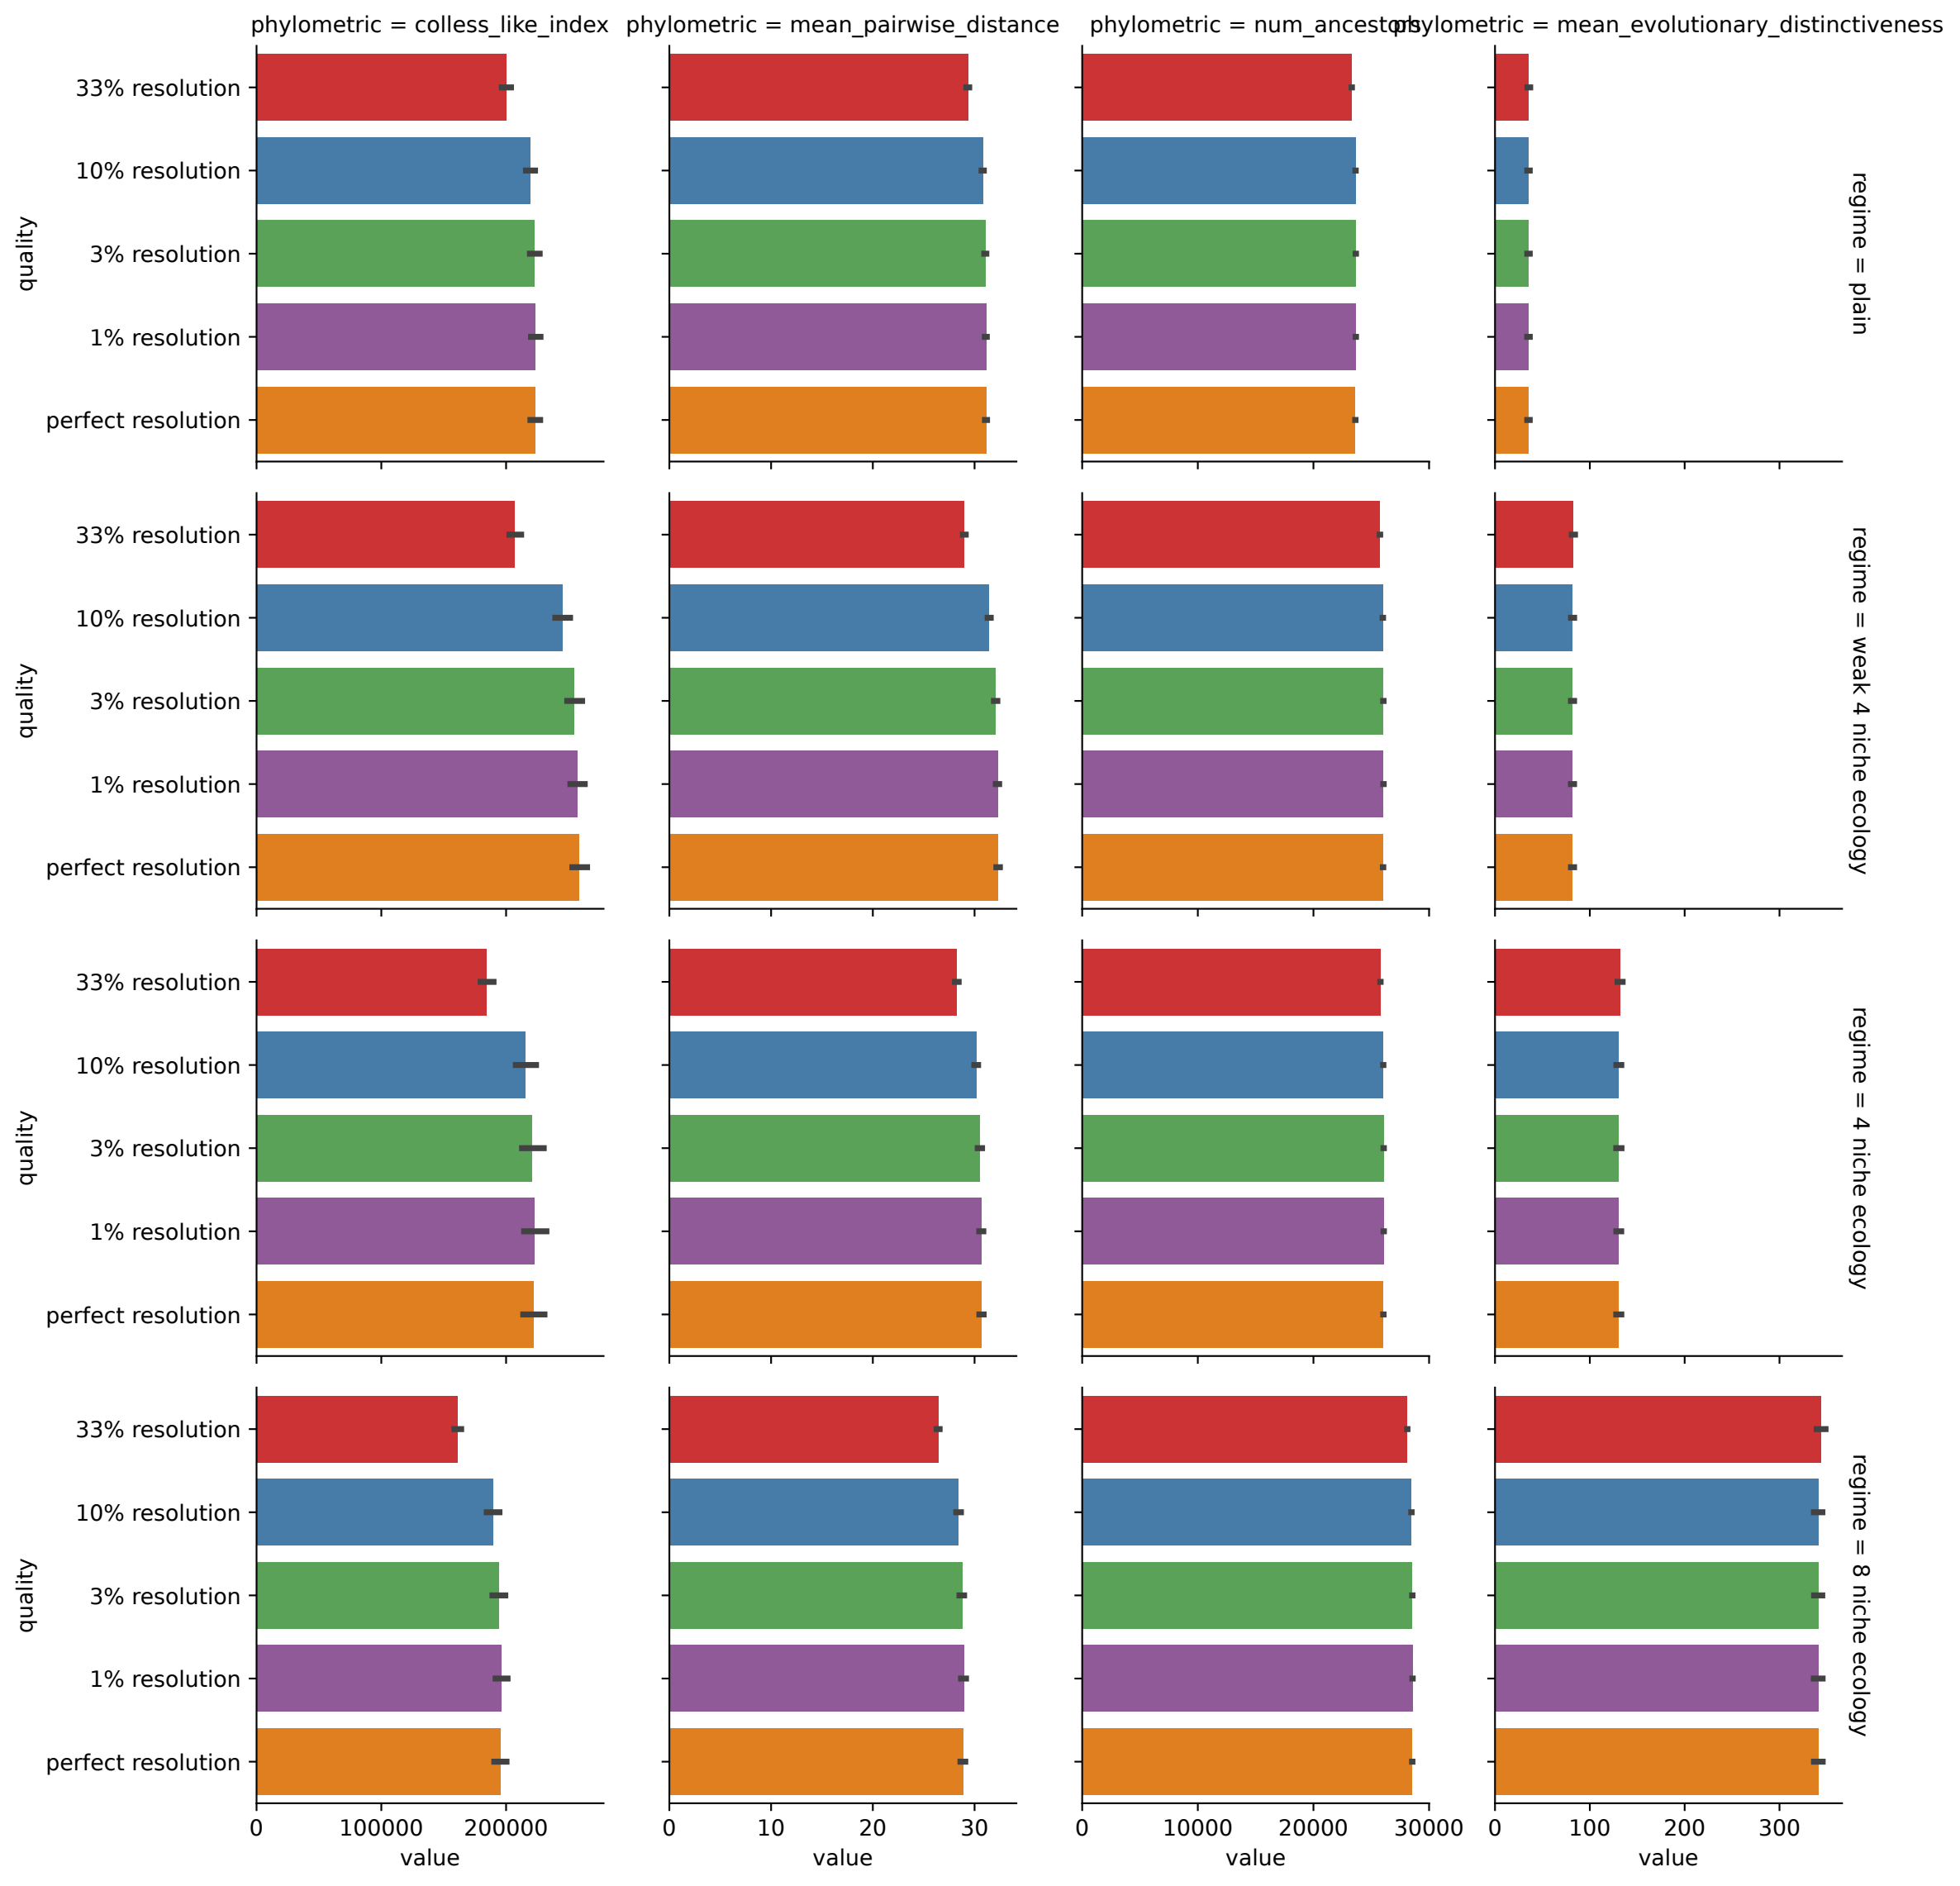 phylometric = colless_like_index
phylometric = mean_pairwise_distance
phylometric = num_ancestors
phylometric = mean_evolutionary_distinctiveness
quality
33% resolution
10% resolution
3% resolution
1% resolution
perfect resolution
regime = plain
quality
33% resolution
10% resolution
3% resolution
1% resolution
perfect resolution
regime = weak 4 niche ecology
quality
33% resolution
10% resolution
3% resolution
1% resolution
perfect resolution
regime = 4 niche ecology
quality
33% resolution
10% resolution
3% resolution
1% resolution
perfect resolution
regime = 8 niche ecology
0 100000 200000
0 10 20 30
0 10000 20000 30000
0 100 200 300
value
value
value
value